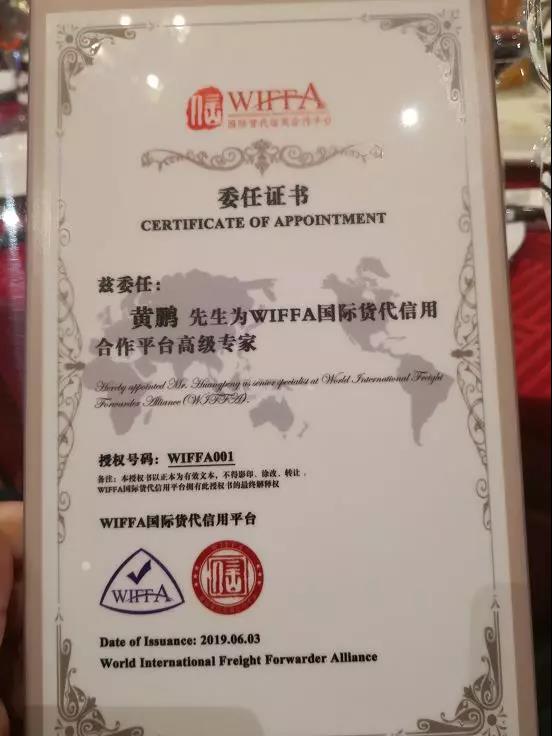 信 WIFFA
国际货代信用合作平台
委任证书
CERTIFICATE OF APPOINTMENT
兹委任：
黄鹏 先生为WIFFA国际货代信用
合作平台高级专家
Hereby appointed Mr. Huangpeng as senior specialist at World International Freight
Forwarder Alliance (WIFFA).
授权号码： WIFFA001
备注：本授权书以正本为有效文本，不得影印、涂改、转让。
WIFFA国际货代信用平台拥有此授权书的最终解释权
WIFFA国际货代信用平台
WIFFA
WIFFA
信
Date of Issuance: 2019.06.03
World International Freight Forwarder Alliance